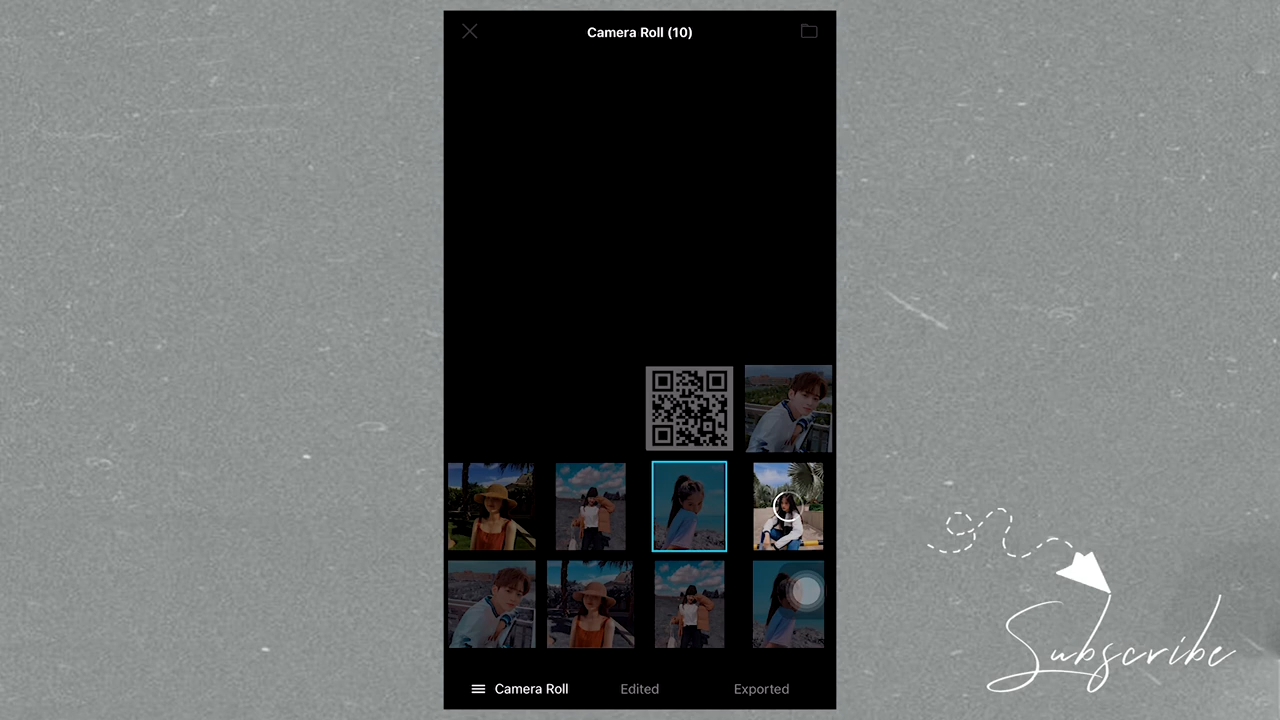 Camera Roll (10)
Camera Roll
Edited
Exported
Subscribe